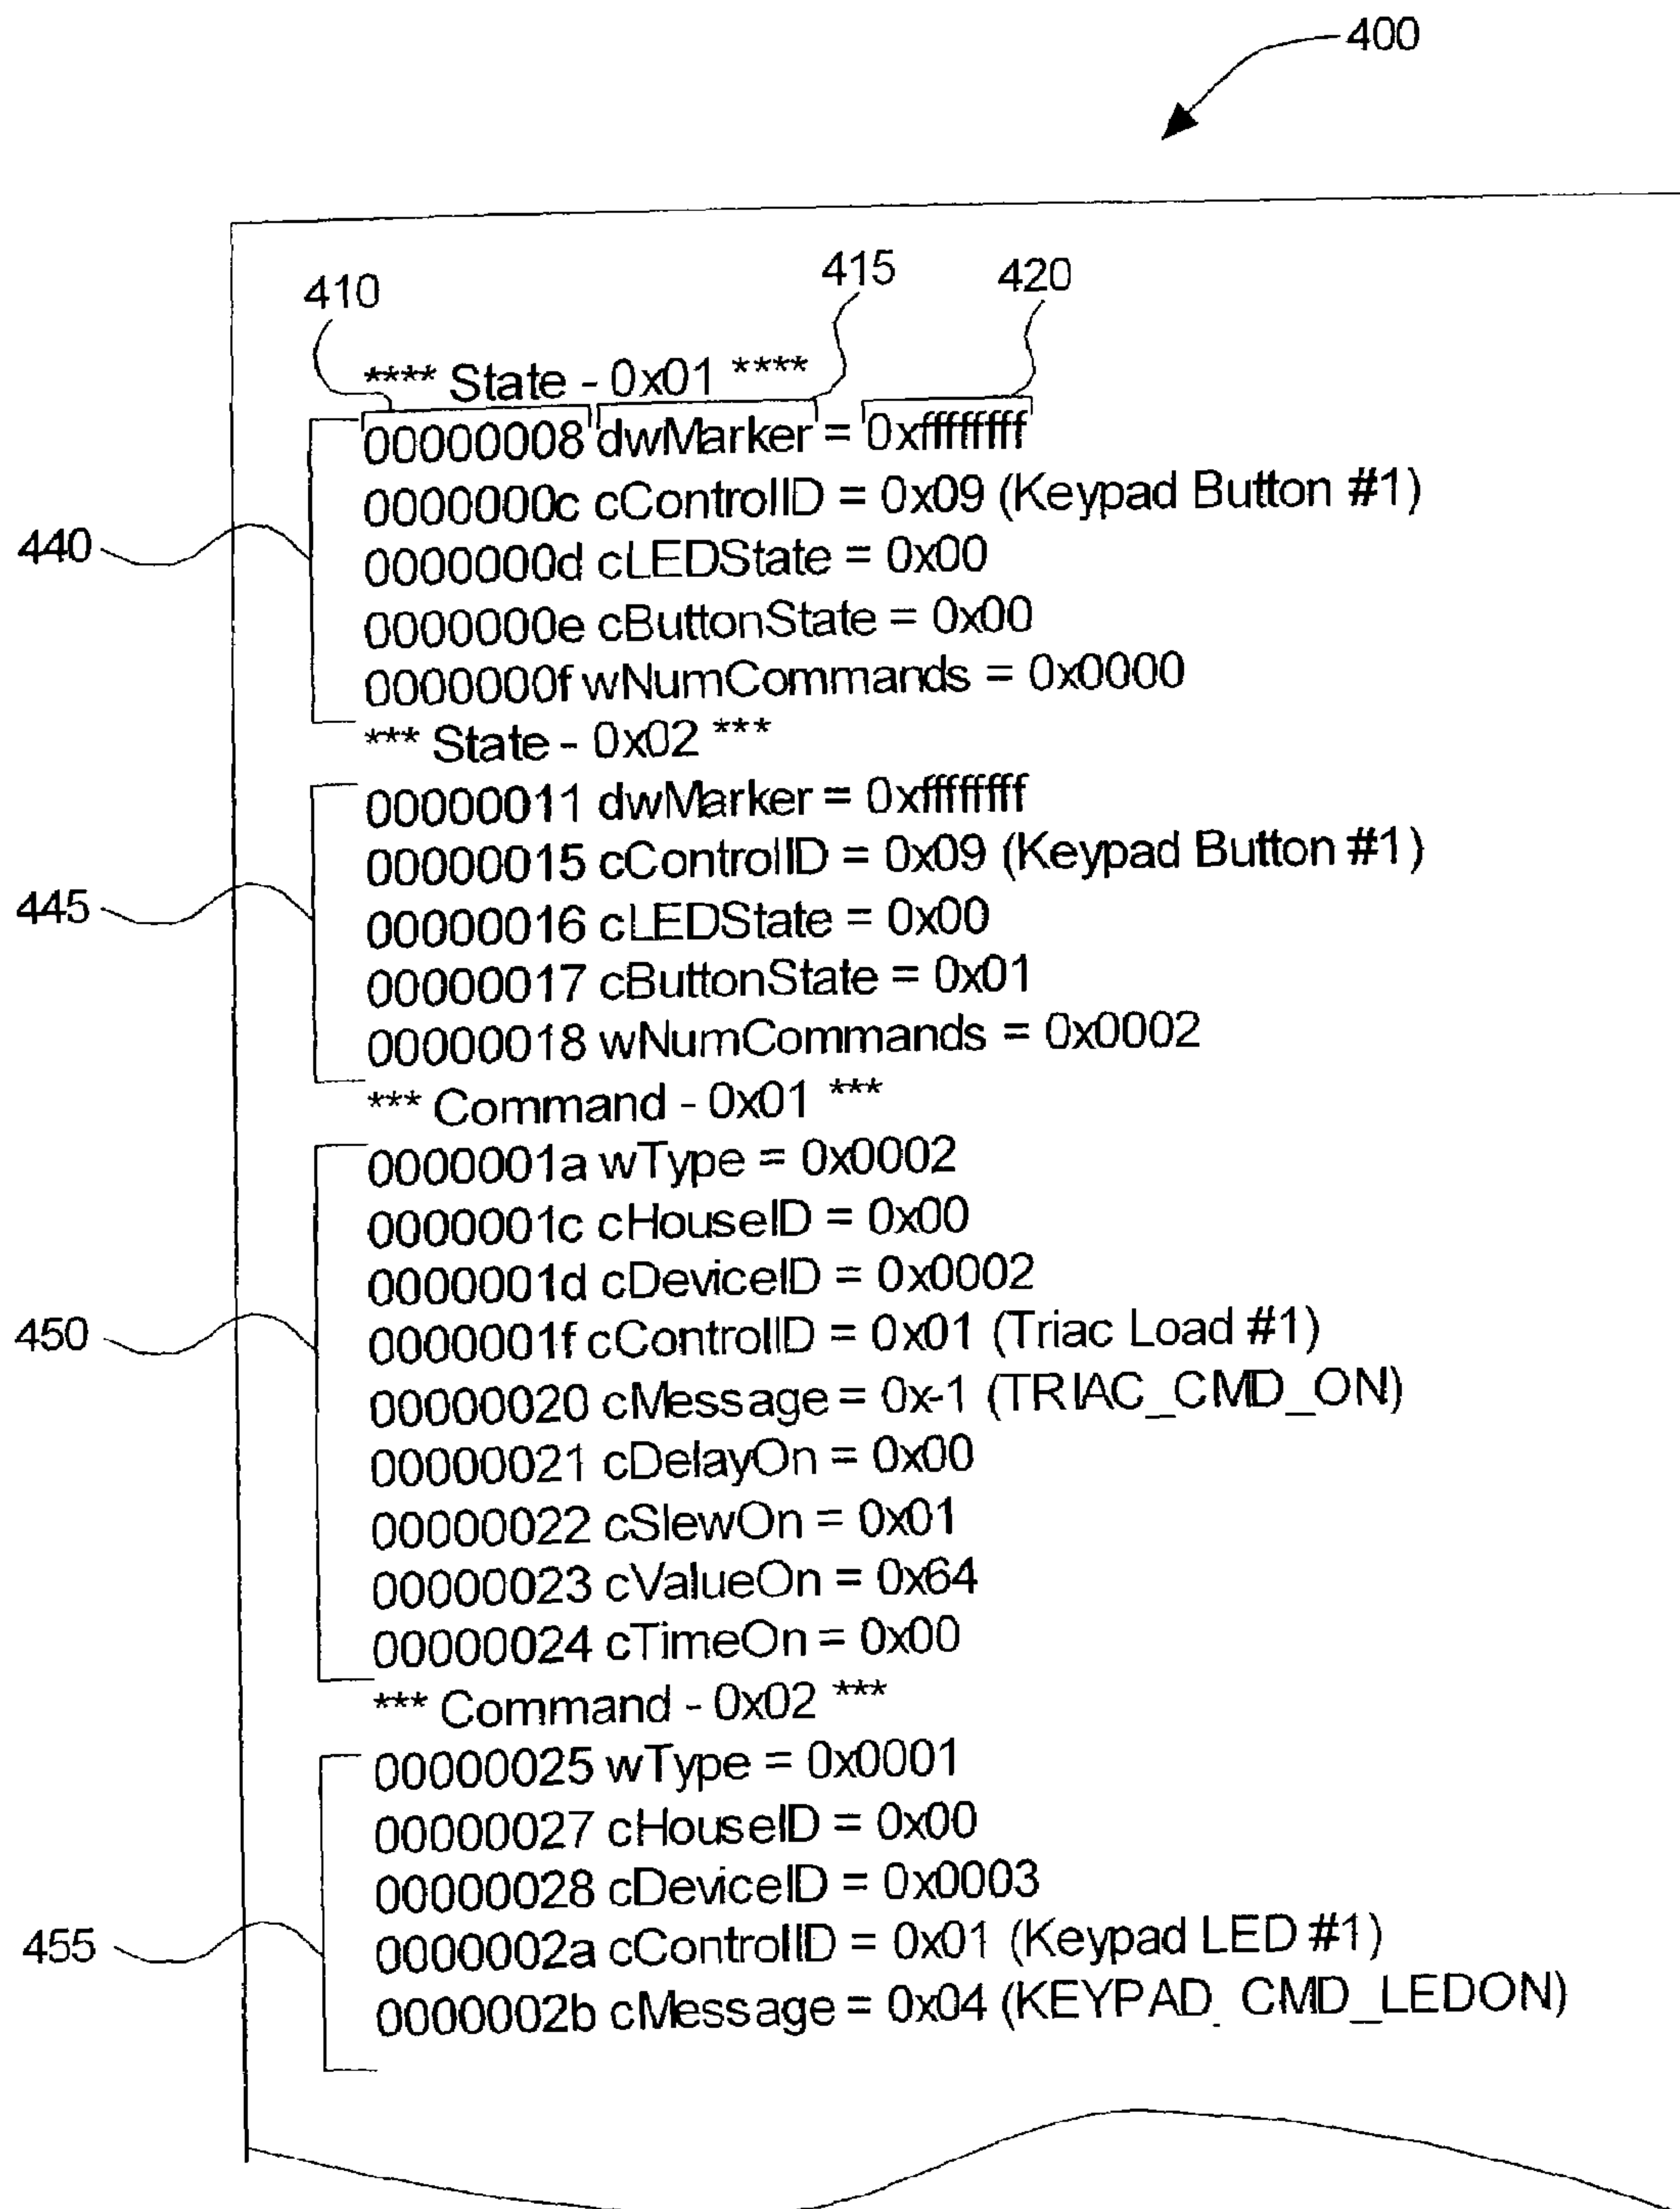 400
410
415
420
**** State - 0x01 ****
00000008 dwMarker = 0xffffffff
0000000c cControlID = 0x09 (Keypad Button #1)
440
0000000d cLEDState = 0x00
0000000e cButtonState = 0x00
0000000f wNumCommands = 0x0000
*** State - 0x02 ***
00000011 dwMarker = 0xffffffff
00000015 cControlID = 0x09 (Keypad Button #1)
445
00000016 cLEDState = 0x00
00000017 cButtonState = 0x01
00000018 wNumCommands = 0x0002
*** Command - 0x01 ***
0000001a wType = 0x0002
0000001c cHouseID = 0x00
0000001d cDeviceID = 0x0002
450
0000001f cControlID = 0x01 (Triac Load #1)
00000020 cMessage = 0x-1 (TRIAC_CMD_ON)
00000021 cDelayOn = 0x00
00000022 cSlewOn = 0x01
00000023 cValueOn = 0x64
00000024 cTimeOn = 0x00
*** Command - 0x02 ***
00000025 wType = 0x0001
00000027 cHouseID = 0x00
00000028 cDeviceID = 0x0003
455
0000002a cControlID = 0x01 (Keypad LED #1)
0000002b cMessage = 0x04 (KEYPAD_CMD_LEDON)